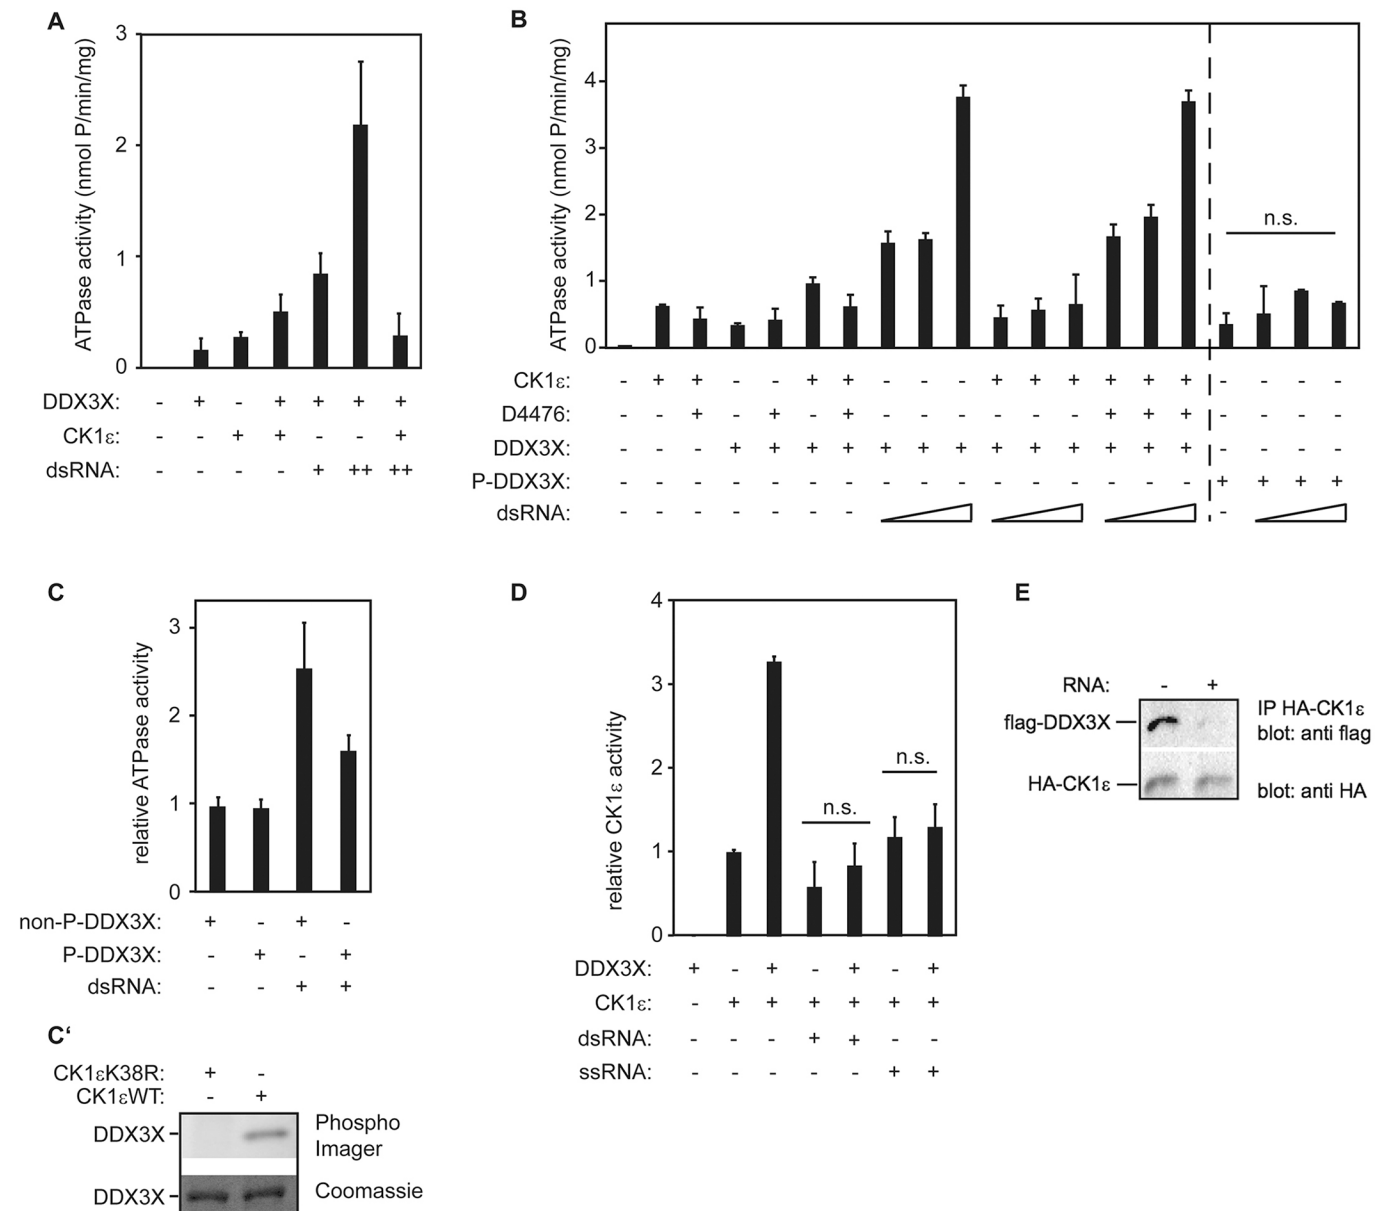 A
ATPase activity (nmol P/min/mg)
3
2
1
0
DDX3X: - + - + + + +
CK1ε: - - + + - - +
dsRNA: - - - - + ++ ++
B
ATPase activity (nmol P/min/mg)
4
3
2
1
0
n.s.
CK1ε: - + + - - + + - - - + + + + + + - - - -
D4476: - - + - + - + - - - - - - + + + - - - -
DDX3X: - - - + + + + + + + + + + + + + - - - -
P-DDX3X: - - - - - - - - - - - - - - - - + + + +
dsRNA: - - - - - - - -
C
relative ATPase activity
3
2
1
0
non-P-DDX3X: + - + -
P-DDX3X: - + - +
dsRNA: - - + +
C‘
CK1εK38R: + -
CK1εWT: - +
DDX3X
Phospho
Imager
DDX3X
Coomassie
D
relative CK1ε activity
4
3
2
1
0
n.s.
n.s.
DDX3X: + - + - + - +
CK1ε: - + + + + + +
dsRNA: - - - + + - -
ssRNA: - - - - - + +
E
RNA: - +
flag-DDX3X
IP HA-CK1ε
blot: anti flag
HA-CK1ε
blot: anti HA